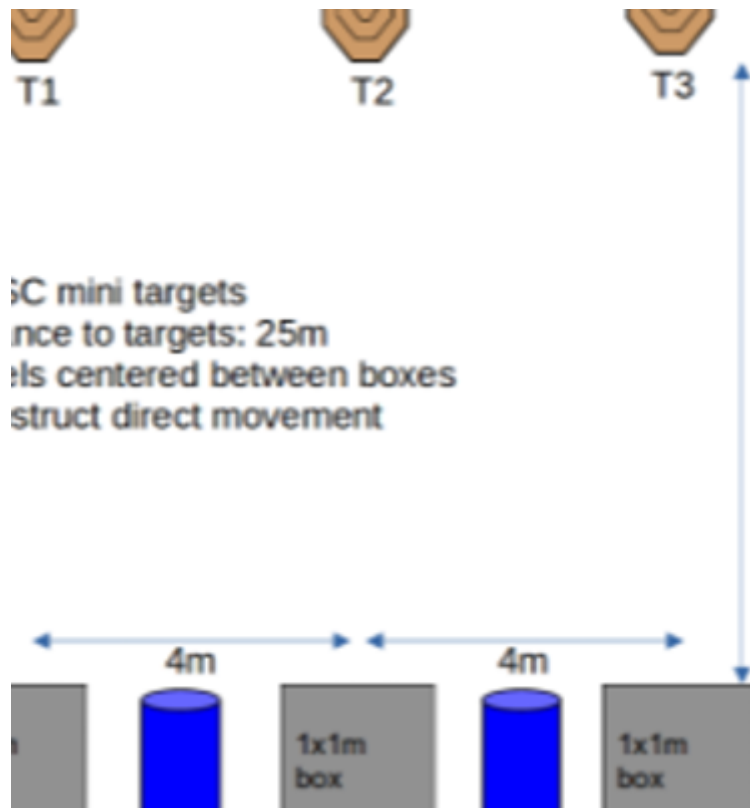 T1
T2
T3
SC mini targets
ance to targets: 25m
els centered between boxes
struct direct movement
4m
4m
1x1m
box
1x1m
box